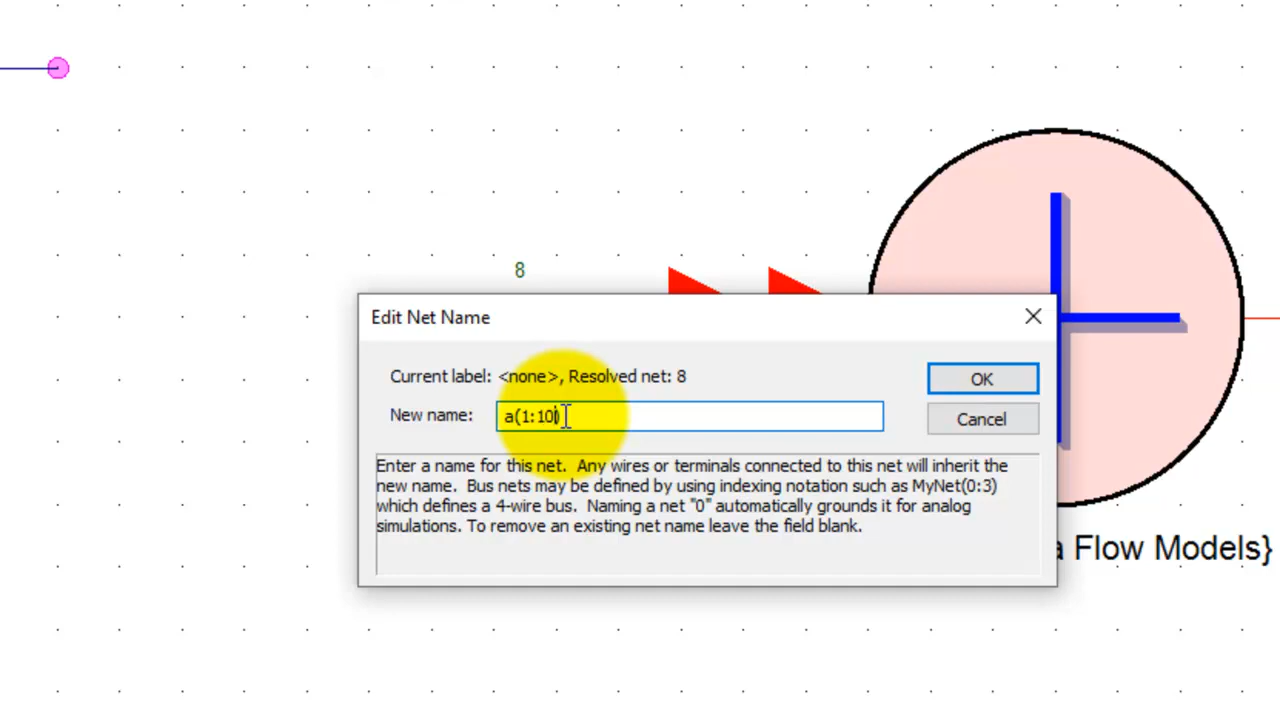 8
Edit Net Name
Current label: <none>, Resolved net: 8
OK
New name: a(1:10)
Cancel
Enter a name for this net. Any wires or terminals connected to this net will inherit the
new name. Bus nets may be defined by using indexing notation such as MyNet(0:3)
which defines a 4-wire bus. Naming a net "0" automatically grounds it for analog
simulations. To remove an existing net name leave the field blank.
a Flow Models}